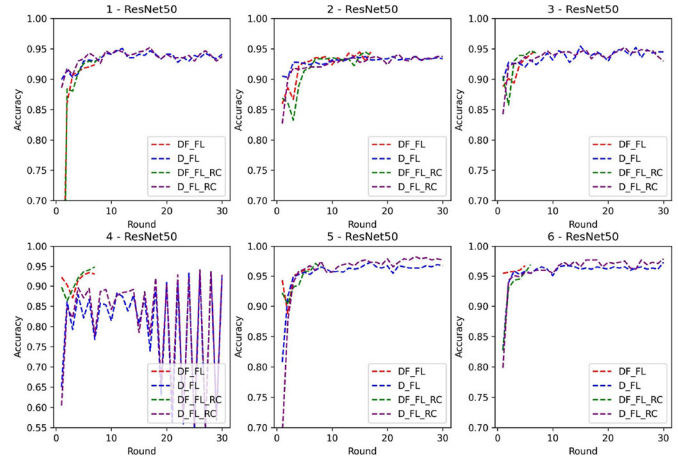 1 - ResNet50
1.00
0.95
0.90
0.85
0.80
0.75
0.70
Accuracy
0
10
20
30
Round
DF_FL
D_FL
DF_FL_RC
D_FL_RC
2 - ResNet50
1.00
0.95
0.90
0.85
0.80
0.75
0.70
Accuracy
0
10
20
30
Round
DF_FL
D_FL
DF_FL_RC
D_FL_RC
3 - ResNet50
1.00
0.95
0.90
0.85
0.80
0.75
0.70
Accuracy
0
10
20
30
Round
DF_FL
D_FL
DF_FL_RC
D_FL_RC
4 - ResNet50
1.00
0.95
0.90
0.85
0.80
0.75
0.70
0.65
0.60
0.55
Accuracy
0
10
20
30
Round
DF_FL
D_FL
DF_FL_RC
D_FL_RC
5 - ResNet50
1.00
0.95
0.90
0.85
0.80
0.75
0.70
Accuracy
0
10
20
30
Round
DF_FL
D_FL
DF_FL_RC
D_FL_RC
6 - ResNet50
1.00
0.95
0.90
0.85
0.80
0.75
0.70
Accuracy
0
10
20
30
Round
DF_FL
D_FL
DF_FL_RC
D_FL_RC